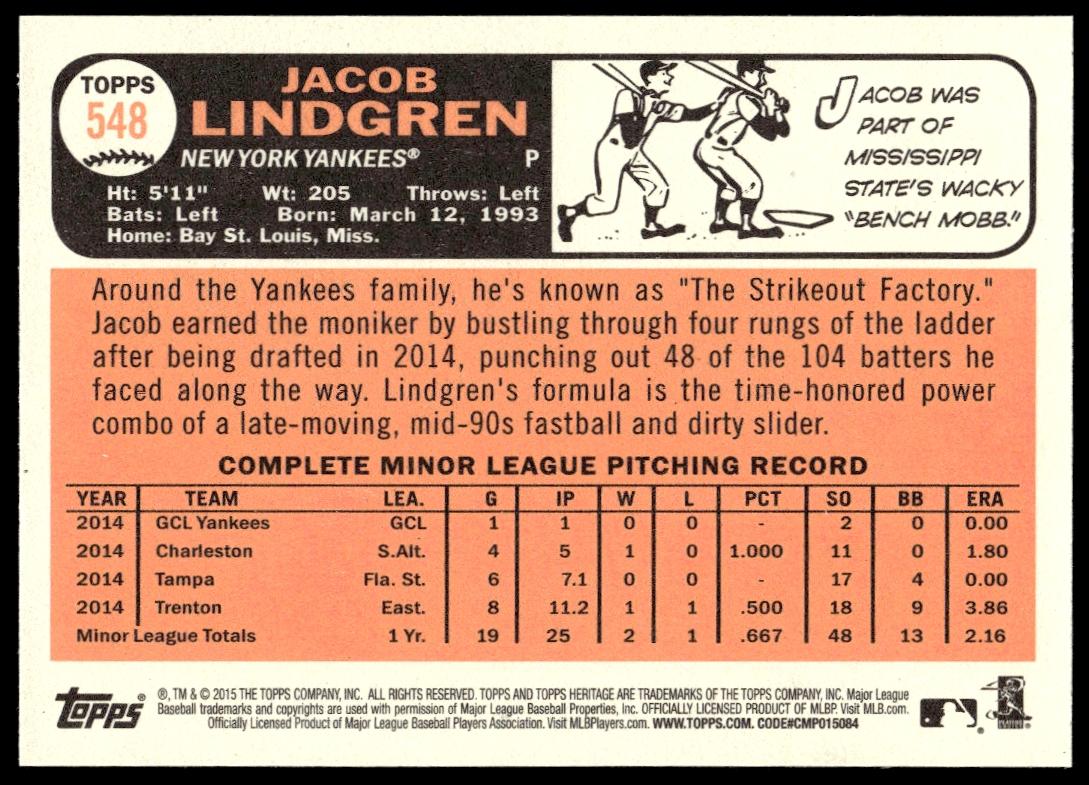 TOPPS
548
JACOB
LINDGREN
NEW YORK YANKEES® P
Ht: 5'11" Wt: 205 Throws: Left
Bats: Left Born: March 12, 1993
Home: Bay St. Louis, Miss.
JACOB WAS
PART OF
MISSISSIPPI
STATE'S WACKY
"BENCH MOBB."
Around the Yankees family, he's known as "The Strikeout Factory."
Jacob earned the moniker by bustling through four rungs of the ladder
after being drafted in 2014, punching out 48 of the 104 batters he
faced along the way. Lindgren's formula is the time-honored power
combo of a late-moving, mid-90s fastball and dirty slider.
COMPLETE MINOR LEAGUE PITCHING RECORD
YEAR TEAM LEA. G IP W L PCT SO BB ERA
2014 GCL Yankees GCL 1 1 0 0 - 2 0 0.00
2014 Charleston S.Alt. 4 5 1 0 1.000 11 0 1.80
2014 Tampa Fla. St. 6 7.1 0 0 - 17 4 0.00
2014 Trenton East. 8 11.2 1 1 .500 18 9 3.86
Minor League Totals 1 Yr. 19 25 2 1 .667 48 13 2.16
topps®
®, TM & © 2015 THE TOPPS COMPANY, INC. ALL RIGHTS RESERVED. TOPPS AND TOPPS HERITAGE ARE TRADEMARKS OF THE TOPPS COMPANY, INC. Major League
Baseball trademarks and copyrights are used with permission of Major League Baseball Properties, Inc. OFFICIALLY LICENSED PRODUCT OF MLBP. Visit MLB.com.
Officially Licensed Product of Major League Baseball Players Association. Visit MLBPlayers.com. WWW.TOPPS.COM. CODE#CMP015084